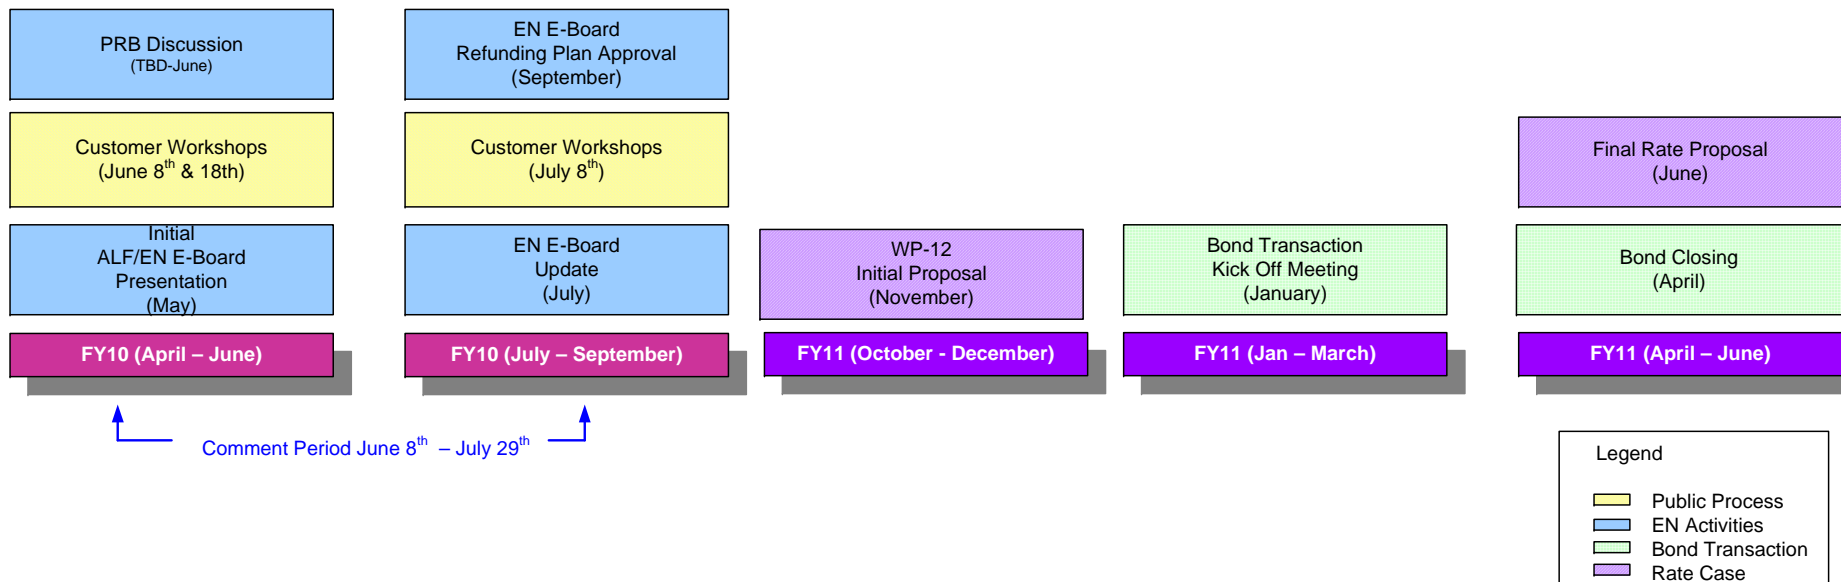 PRB Discussion
(TBD-June)
Customer Workshops
(June 8th & 18th)
Initial
ALF/EN E-Board
Presentation
(May)
FY10 (April – June)
EN E-Board
Refunding Plan Approval
(September)
Customer Workshops
(July 8th)
EN E-Board
Update
(July)
FY10 (July – September)
WP-12
Initial Proposal
(November)
FY11 (October - December)
Bond Transaction
Kick Off Meeting
(January)
FY11 (Jan – March)
Final Rate Proposal
(June)
Bond Closing
(April)
FY11 (April – June)
Comment Period June 8th – July 29th
Legend
Public Process
EN Activities
Bond Transaction
Rate Case